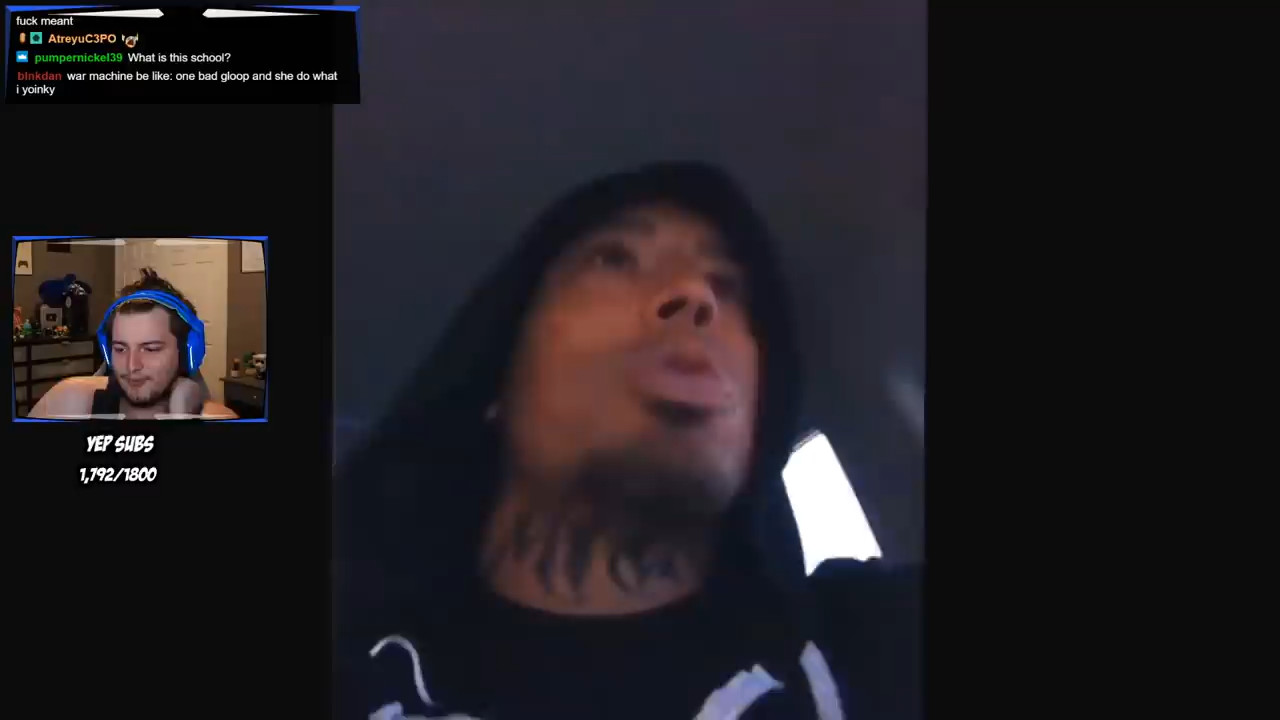 fuck meant
AtreyuC3PO
pumpernickel39 What is this school?
blnkdan war machine be like: one bad gloop and she do what
i yoinky
YEP SUBS
1,792/1800